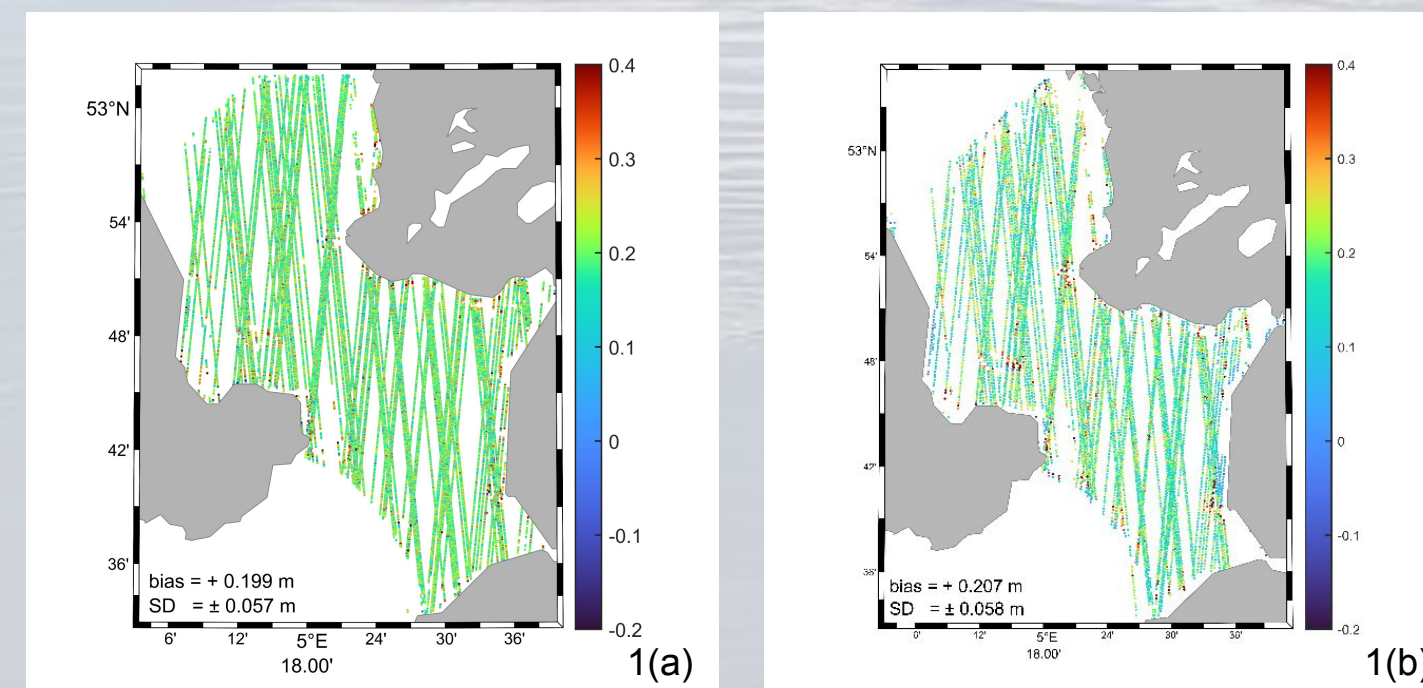 53°N
54'
48'
42'
36'
bias = + 0.199 m
SD = ± 0.057 m
6' 12' 5°E 24' 30' 36'
18.00'
0.4
0.3
0.2
0.1
0
-0.1
-0.2
1(a)
53°N
54'
48'
42'
36'
bias = + 0.207 m
SD = ± 0.058 m
6' 12' 5°E 24' 30' 36'
18.00'
0.4
0.3
0.2
0.1
0
-0.1
-0.2
1(b)